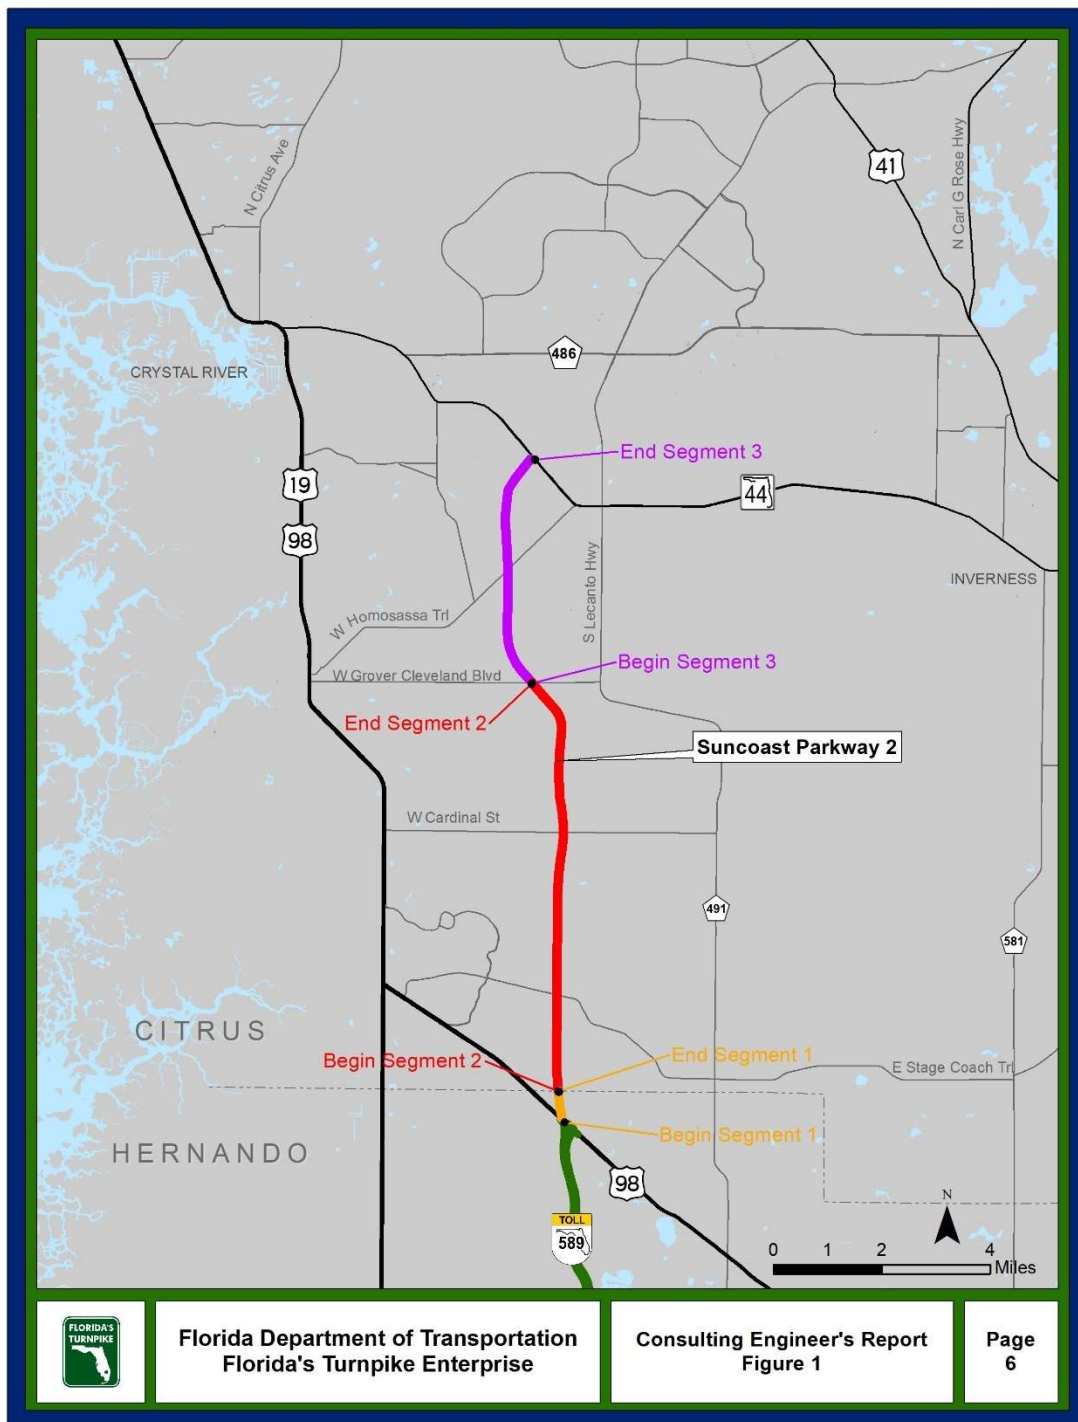 N Citrus Ave
41
N Carl G Rose Hwy
486
CRYSTAL RIVER
End Segment 3
19
44
98
S Lecanto Hwy
INVERNESS
W Homosassa Trl
Begin Segment 3
W Grover Cleveland Blvd
End Segment 2
Suncoast Parkway 2
W Cardinal St
491
581
CITRUS
End Segment 1
Begin Segment 2
E Stage Coach Trl
Begin Segment 1
HERNANDO
98
N
TOLL
589
0 1 2 4
Miles
FLORIDA'S
TURNPIKE
Florida Department of Transportation
Florida's Turnpike Enterprise
Consulting Engineer's Report
Figure 1
Page
6